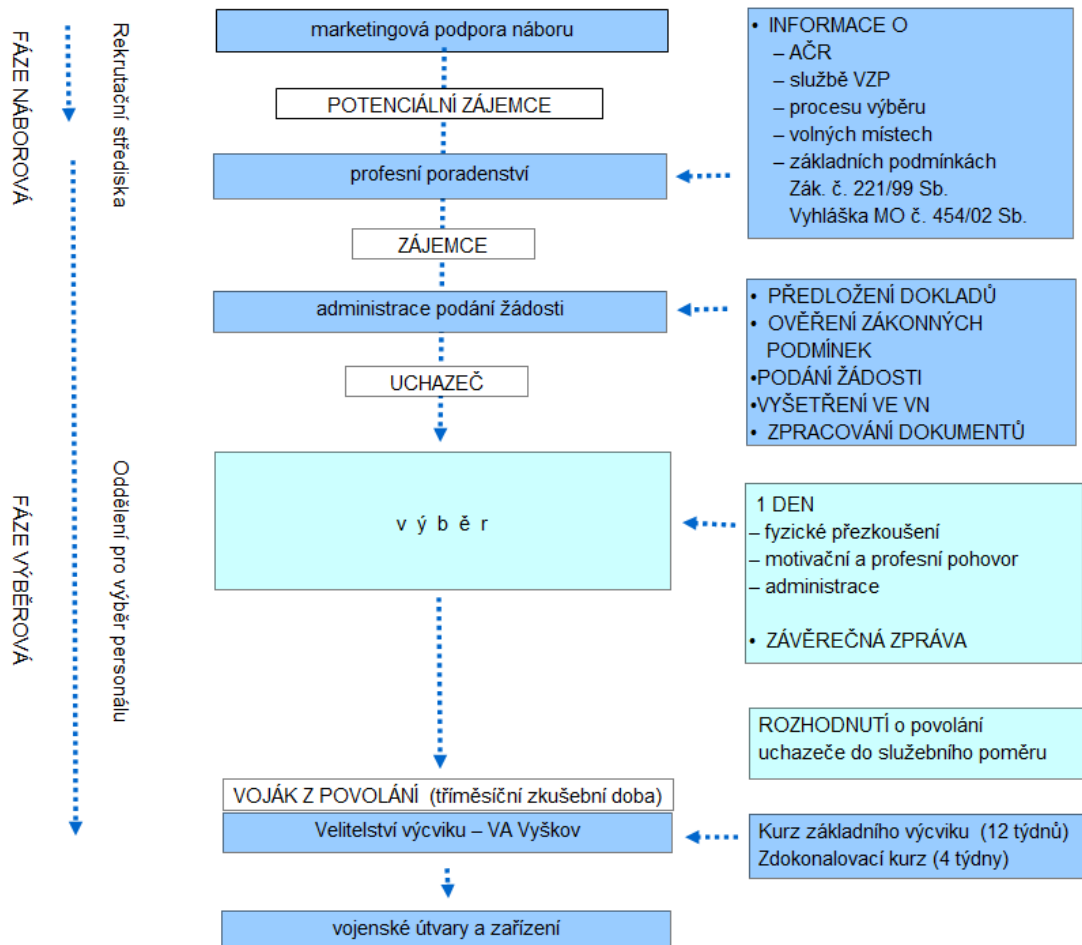 FÁZE NÁBOROVÁ
Rekrutační střediska
FÁZE VÝBĚROVÁ
Oddělení pro výběr personálu
marketingová podpora náboru
POTENCIÁLNÍ ZÁJEMCE
profesní poradenství
• INFORMACE O
– AČR
– službě VZP
– procesu výběru
– volných místech
– základních podmínkách
Zák. č. 221/99 Sb.
Vyhláška MO č. 454/02 Sb.
ZÁJEMCE
administrace podání žádosti
• PŘEDLOŽENÍ DOKLADŮ
• OVĚŘENÍ ZÁKONNÝCH
PODMÍNEK
•PODÁNÍ ŽÁDOSTI
•VYŠETŘENÍ VE VN
• ZPRACOVÁNÍ DOKUMENTŮ
UCHAZEČ
v ý b ě r
1 DEN
– fyzické přezkoušení
– motivační a profesní pohovor
– administrace
• ZÁVĚREČNÁ ZPRÁVA
ROZHODNUTÍ o povolání
uchazeče do služebního poměru
VOJÁK Z POVOLÁNÍ (tříměsíční zkušební doba)
Velitelství výcviku – VA Vyškov
Kurz základního výcviku (12 týdnů)
Zdokonalovací kurz (4 týdny)
vojenské útvary a zařízení